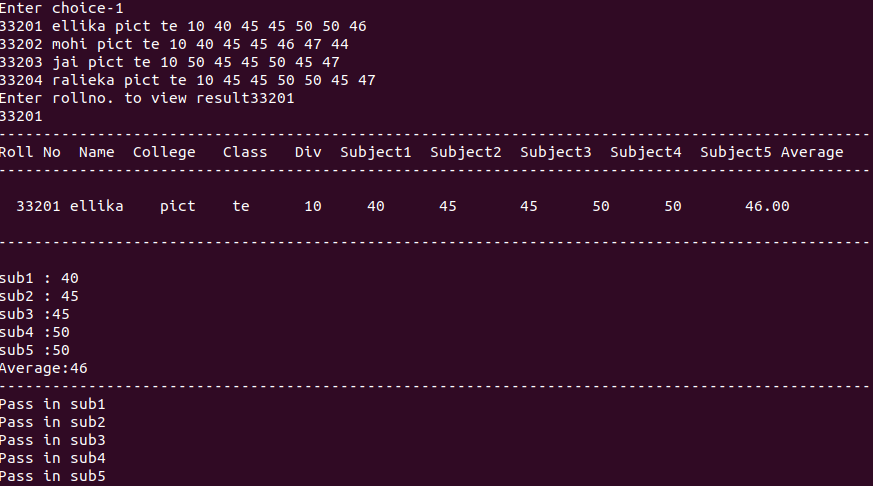 Enter choice-1
33201 ellika pict te 10 40 45 45 50 50 46
33202 mohi pict te 10 40 45 45 46 47 44
33203 jai pict te 10 50 45 45 50 45 47
33204 ralieka pict te 10 45 45 50 50 45 47
Enter rollno. to view result33201
33201
-------------------------------------------------------------------------------------------------
Roll No  Name  College   Class   Div  Subject1  Subject2  Subject3  Subject4  Subject5 Average
-------------------------------------------------------------------------------------------------
33201 ellika    pict    te      10     40      45       45      50      50       46.00
-------------------------------------------------------------------------------------------------
sub1 : 40
sub2 : 45
sub3 :45
sub4 :50
sub5 :50
Average:46
-------------------------------------------------------------------------------------------------
Pass in sub1
Pass in sub2
Pass in sub3
Pass in sub4
Pass in sub5